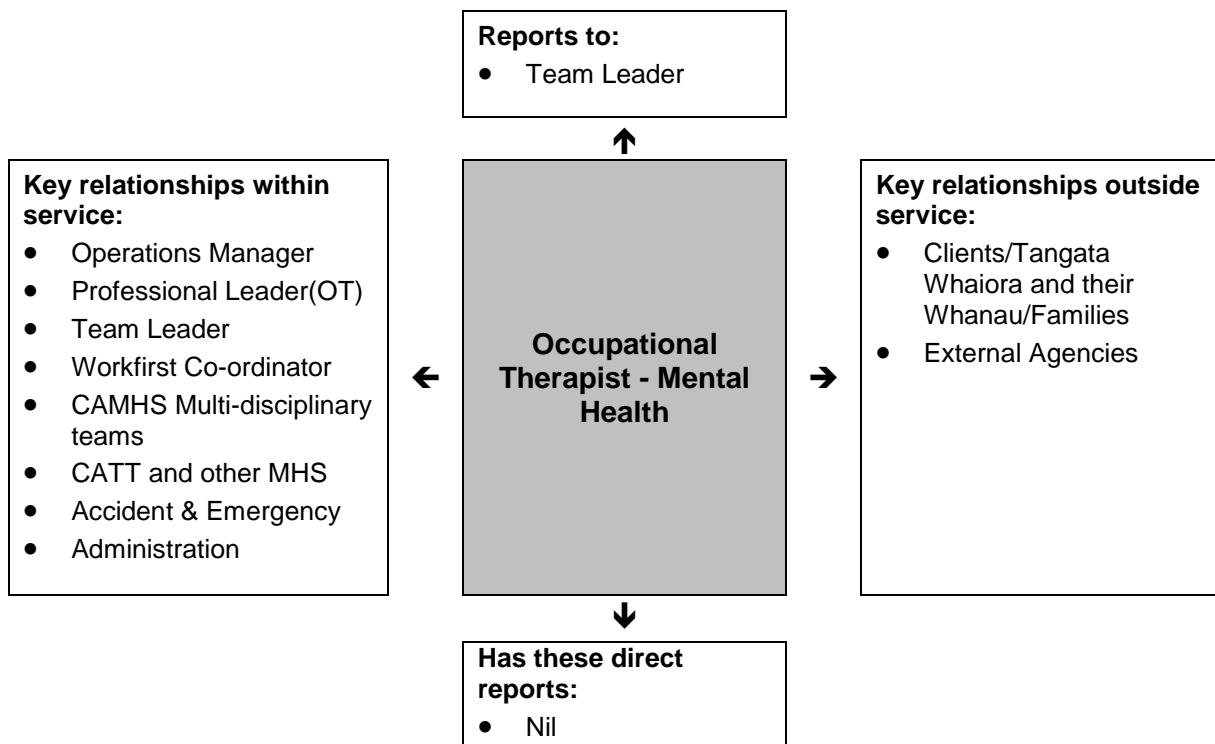 Reports to:
• Team Leader
Key relationships within
service:
• Operations Manager
• Professional Leader(OT)
• Team Leader
• Workfirst Co-ordinator
• CAMHS Multi-disciplinary
teams
• CATT and other MHS
• Accident & Emergency
• Administration
Occupational
Therapist - Mental
Health
Key relationships outside
service:
• Clients/Tangata
Whaiora and their
Whanau/Families
• External Agencies
Has these direct
reports:
• Nil